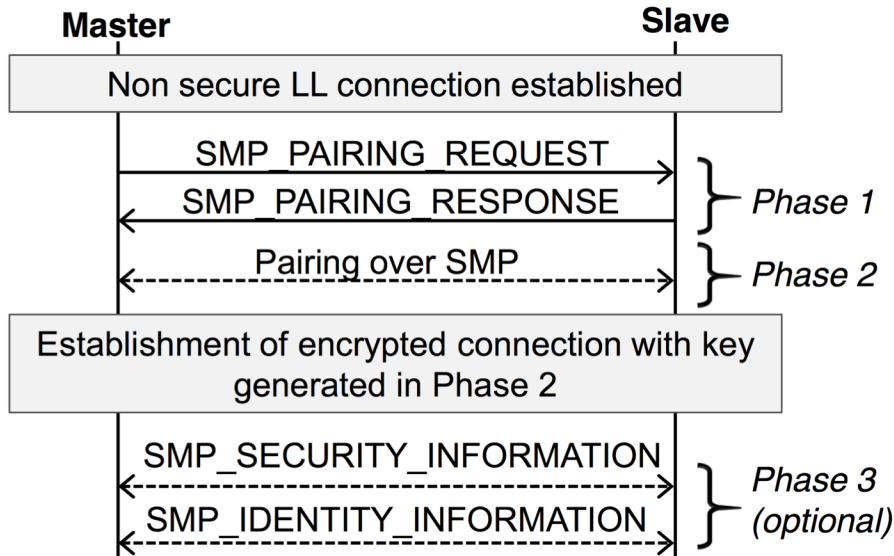 Master
Slave
Non secure LL connection established
SMP_PAIRING_REQUEST
SMP_PAIRING_RESPONSE
Phase 1
Pairing over SMP
Phase 2
Establishment of encrypted connection with key
generated in Phase 2
SMP_SECURITY_INFORMATION
SMP_IDENTITY_INFORMATION
Phase 3
(optional)